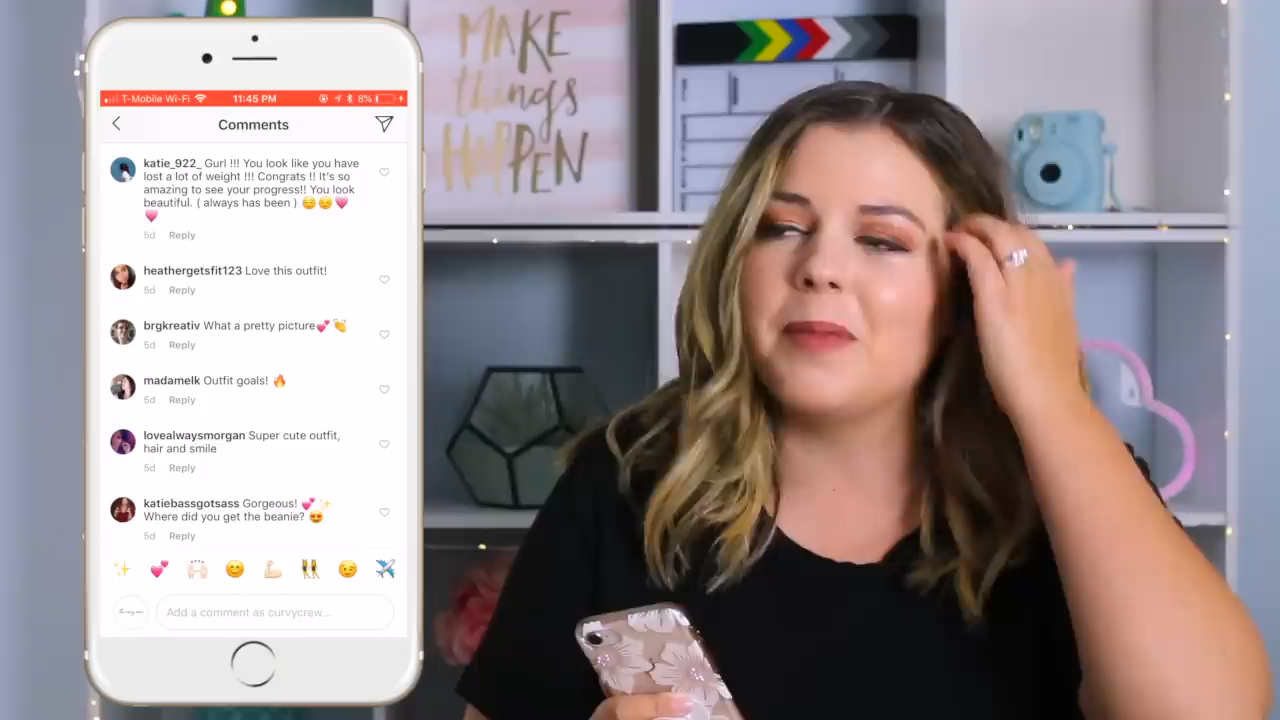 T-Mobile Wi-Fi 11:45 PM 8%
Comments
katie_922_ Gurl !!! You look like you have
lost a lot of weight !!! Congrats !! It's so
amazing to see your progress!! You look
beautiful. ( always has been ) 😌😌💗
💗
5d Reply
heathergetsfit123 Love this outfit!
5d Reply
brgkreativ What a pretty picture💕👏
5d Reply
madamelk Outfit goals! 🔥
5d Reply
lovealwaysmorgan Super cute outfit,
hair and smile
5d Reply
katiebassgotsass Gorgeous! 💕✨
Where did you get the beanie? 😍
5d Reply
Add a comment as curvycrew...
MAKE
things
HAPPEN